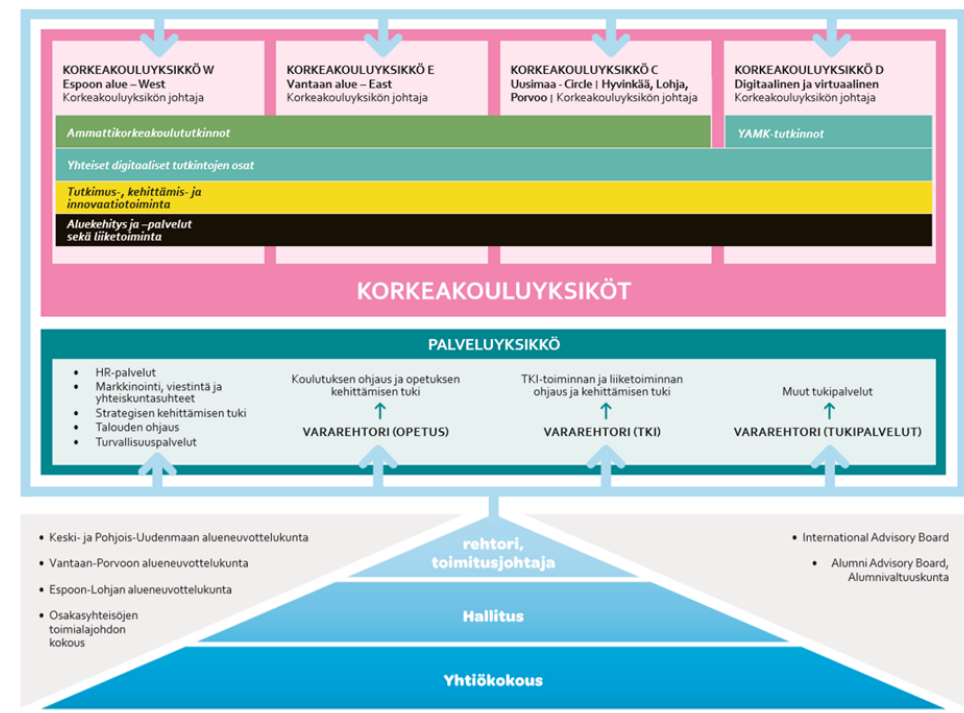 KORKEAKOULUYKSIKKÖ W
Espoon alue – West
Korkeakouluyksikön johtaja
KORKEAKOULUYKSIKKÖ E
Vantaan alue – East
Korkeakouluyksikön johtaja
KORKEAKOULUYKSIKKÖ C
Uusimaa - Circle | Hyvinkää, Lohja,
Porvoo | Korkeakouluyksikön johtaja
KORKEAKOULUYKSIKKÖ D
Digitaalinen ja virtuaalinen
Korkeakouluyksikön johtaja
Ammattikorkeakoulututkinnot
YAMK-tutkinnot
Yhteiset digitaaliset tutkintojen osat
Tutkimus-, kehittämis- ja
innovaatiotoiminta
Aluekehitys ja –palvelut
sekä liiketoiminta
KORKEAKOULUYKSIKÖT
PALVELUYKSIKKÖ
• HR-palvelut
• Markkinointi, viestintä ja
yhteiskuntasuhteet
• Strategisen kehittämisen tuki
• Talouden ohjaus
• Turvallisuuspalvelut
Koulutuksen ohjaus ja opetuksen
kehittämisen tuki
VARAREHTORI (OPETUS)
TKI-toiminnan ja liiketoiminnan
ohjaus ja kehittämisen tuki
VARAREHTORI (TKI)
Muut tukipalvelut
VARAREHTORI (TUKIPALVELUT)
• Keski- ja Pohjois-Uudenmaan alueneuvottelukunta
• Vantaan-Porvoon alueneuvottelukunta
• Espoon-Lohjan alueneuvottelukunta
• Osakasyhteisöjen
toimialajohdon
kokous
rehtori,
toimitusjohtaja
Hallitus
Yhtiökokous
• International Advisory Board
• Alumni Advisory Board,
Alumnivaltuuskunta